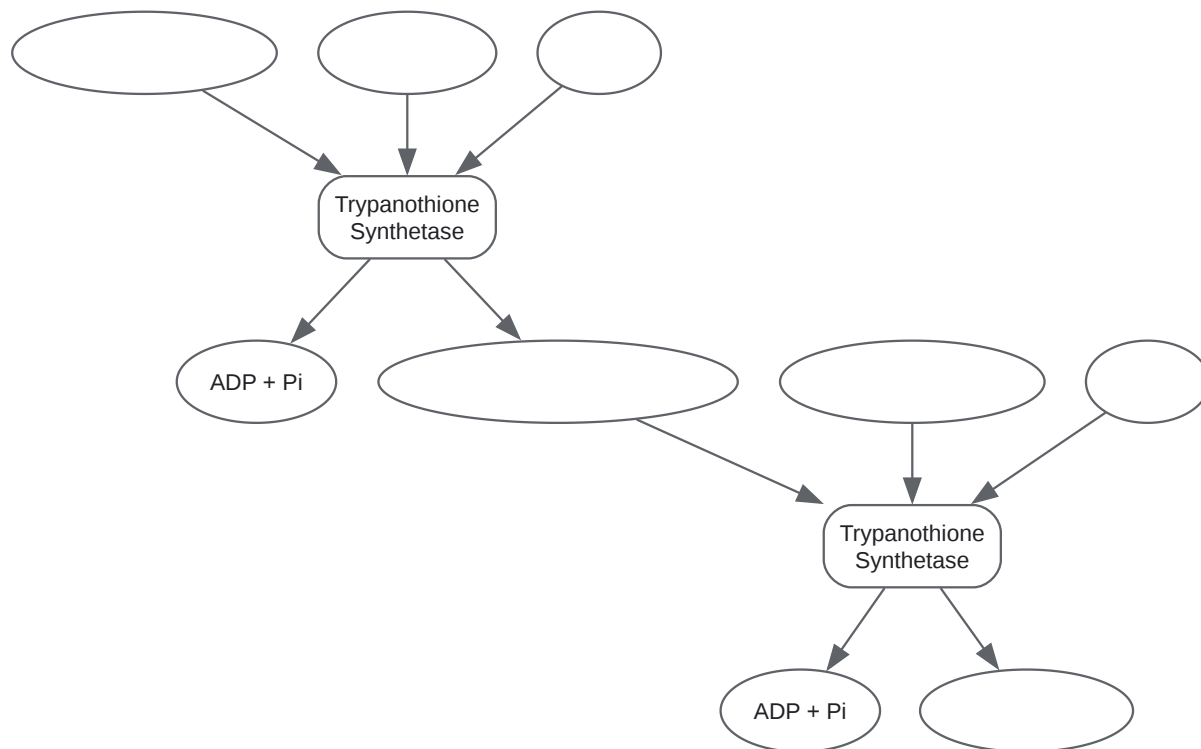 Trypanothione
Synthetase
ADP + Pi
Trypanothione
Synthetase
ADP + Pi